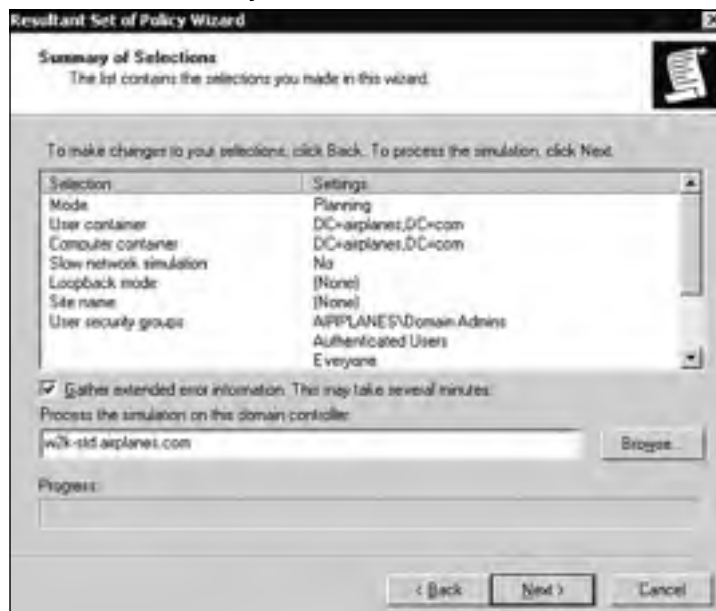 Resultant Set of Policy Wizard
Summary of Selections
The list contains the selections you made in this wizard.
To make changes to your selections, click Back. To process the simulation, click Next.
Selection Settings
Mode Planning
User container DC=airplanes,DC=com
Computer container DC=airplanes,DC=com
Slow network simulation No
Loopback mode (None)
Site name (None)
User security groups AIRPLANES\Domain Admins
Authenticated Users
Everyone
Gather extended error information. This may take several minutes.
Process the simulation on this domain controller:
w2k-std.airplanes.com
Browse...
Progress:
< Back Next > Cancel